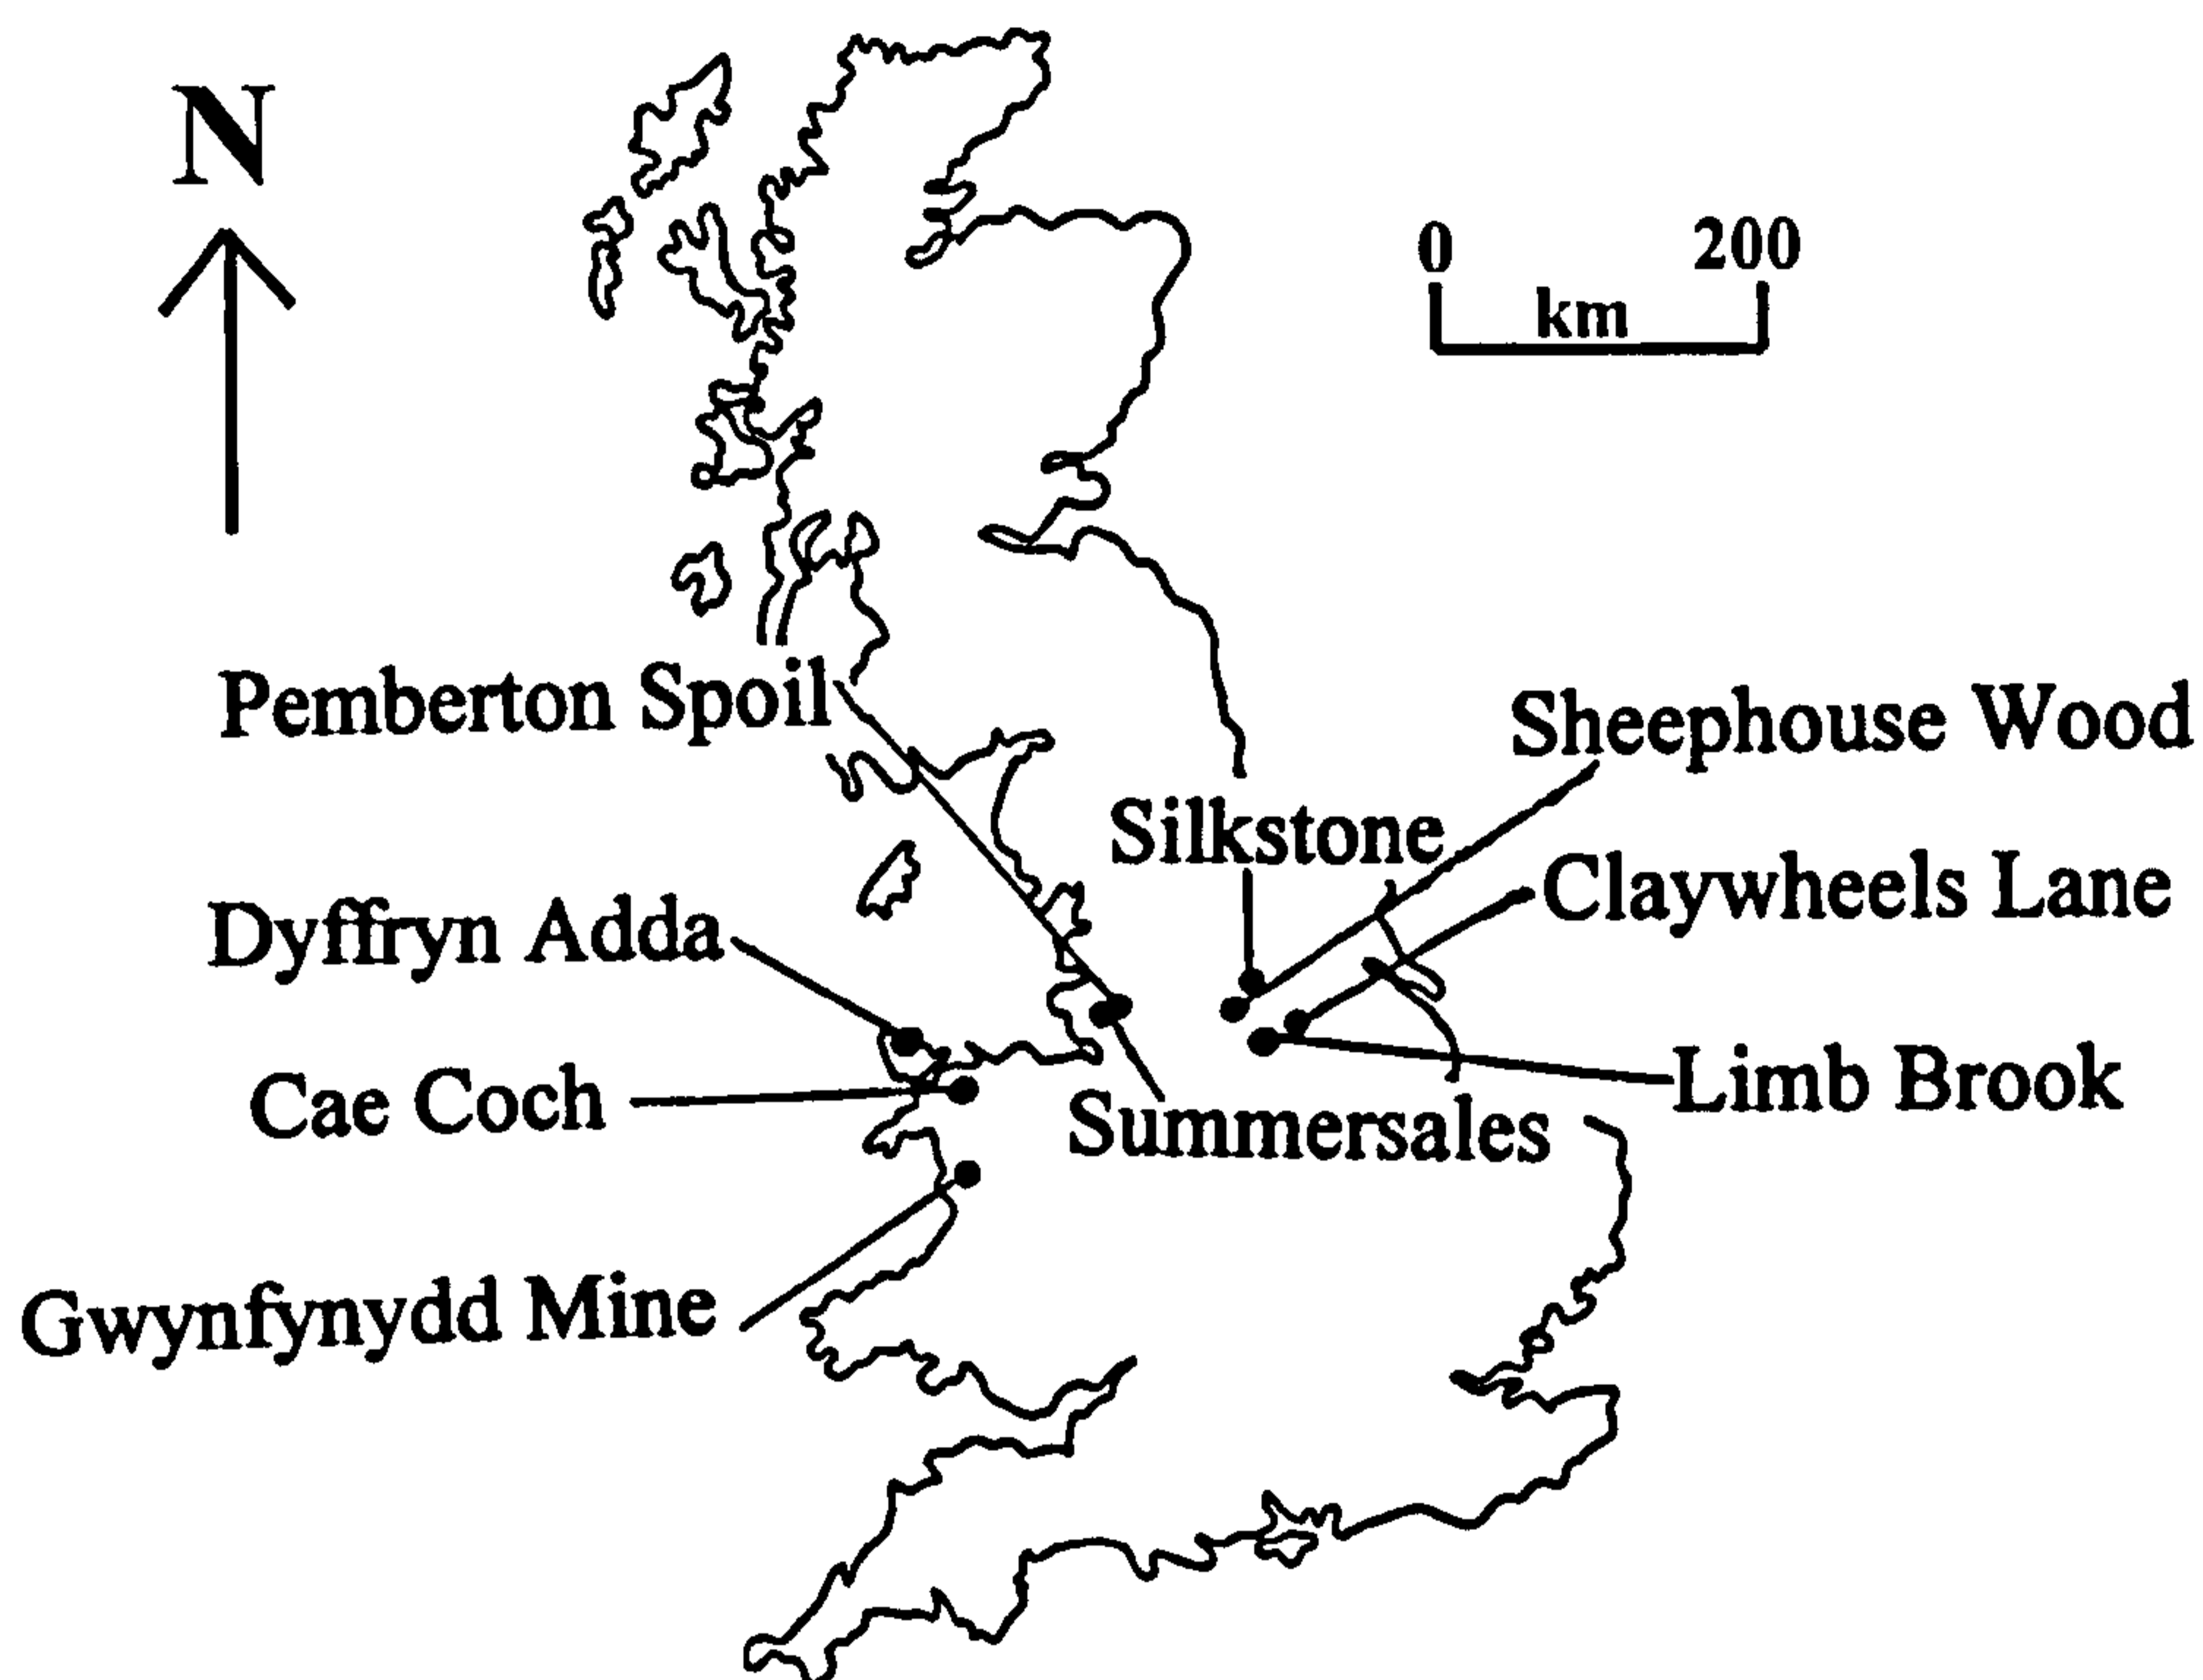 N
0 200
km
Pemberton Spoil
Sheephouse Wood
Silkstone
Claywheels Lane
Dyffryn Adda
Cae Coch
Limb Brook
Summersales
Gwynfynydd Mine